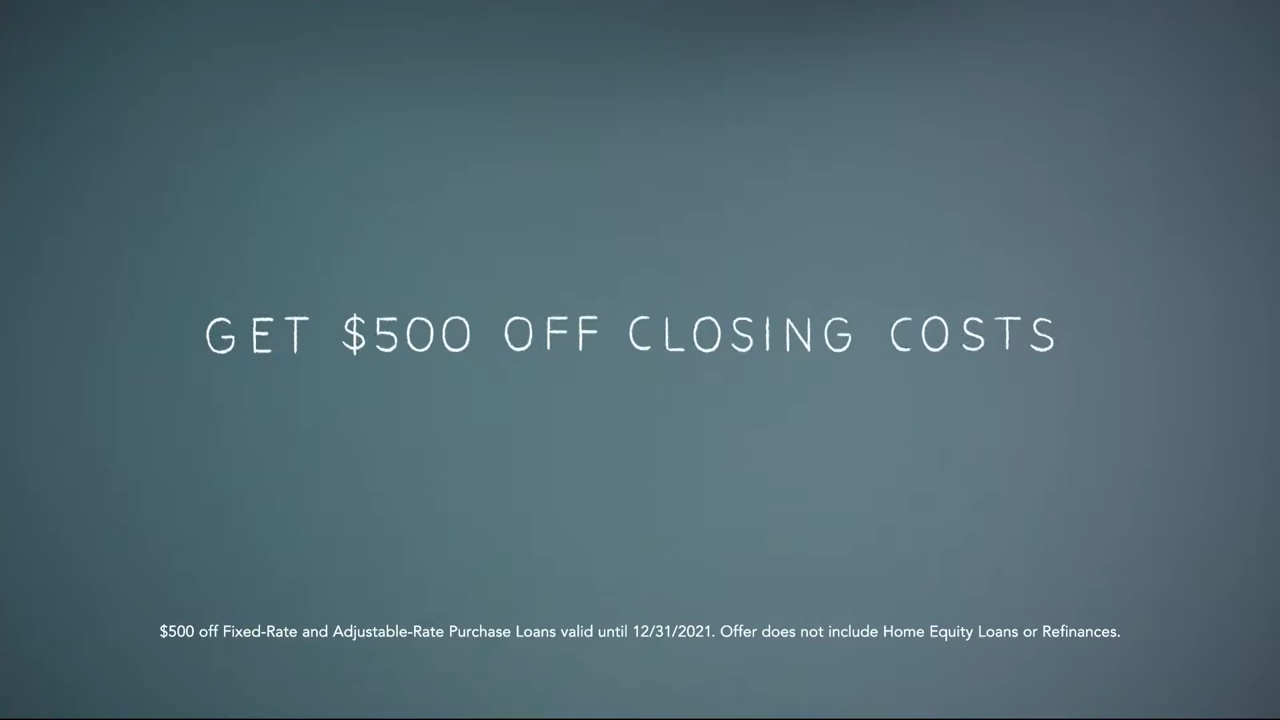 GET $500 OFF CLOSING COSTS
$500 off Fixed-Rate and Adjustable-Rate Purchase Loans valid until 12/31/2021. Offer does not include Home Equity Loans or Refinances.